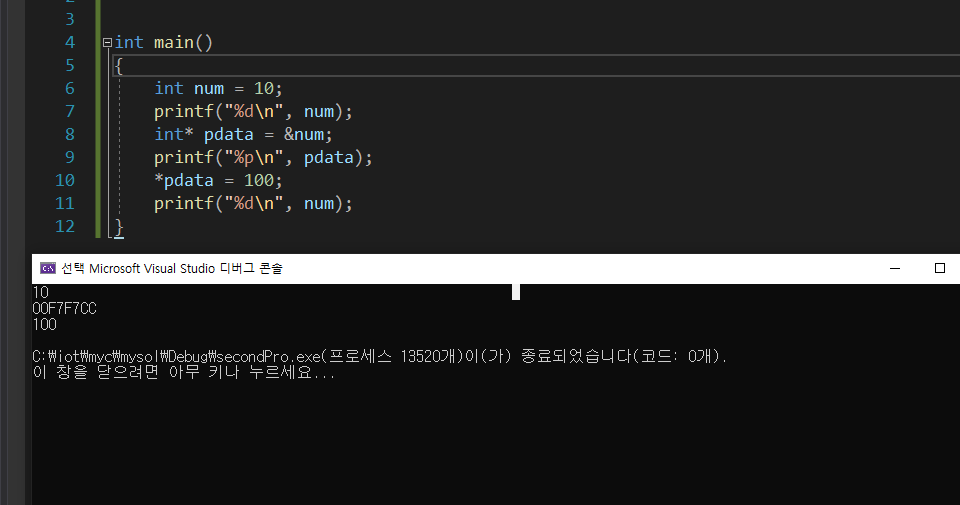 3
4 int main()
5 {
6 int num = 10;
7 printf("%d\n", num);
8 int* pdata = &num;
9 printf("%p\n", pdata);
10 *pdata = 100;
11 printf("%d\n", num);
12 }
C:\ 선택 Microsoft Visual Studio 디버그 콘솔
10
00F7F7CC
100
C:₩iot₩myc₩mysol₩Debug₩secondPro.exe(프로세스 13520개)이(가) 종료되었습니다(코드: 0개).
이 창을 닫으려면 아무 키나 누르세요...